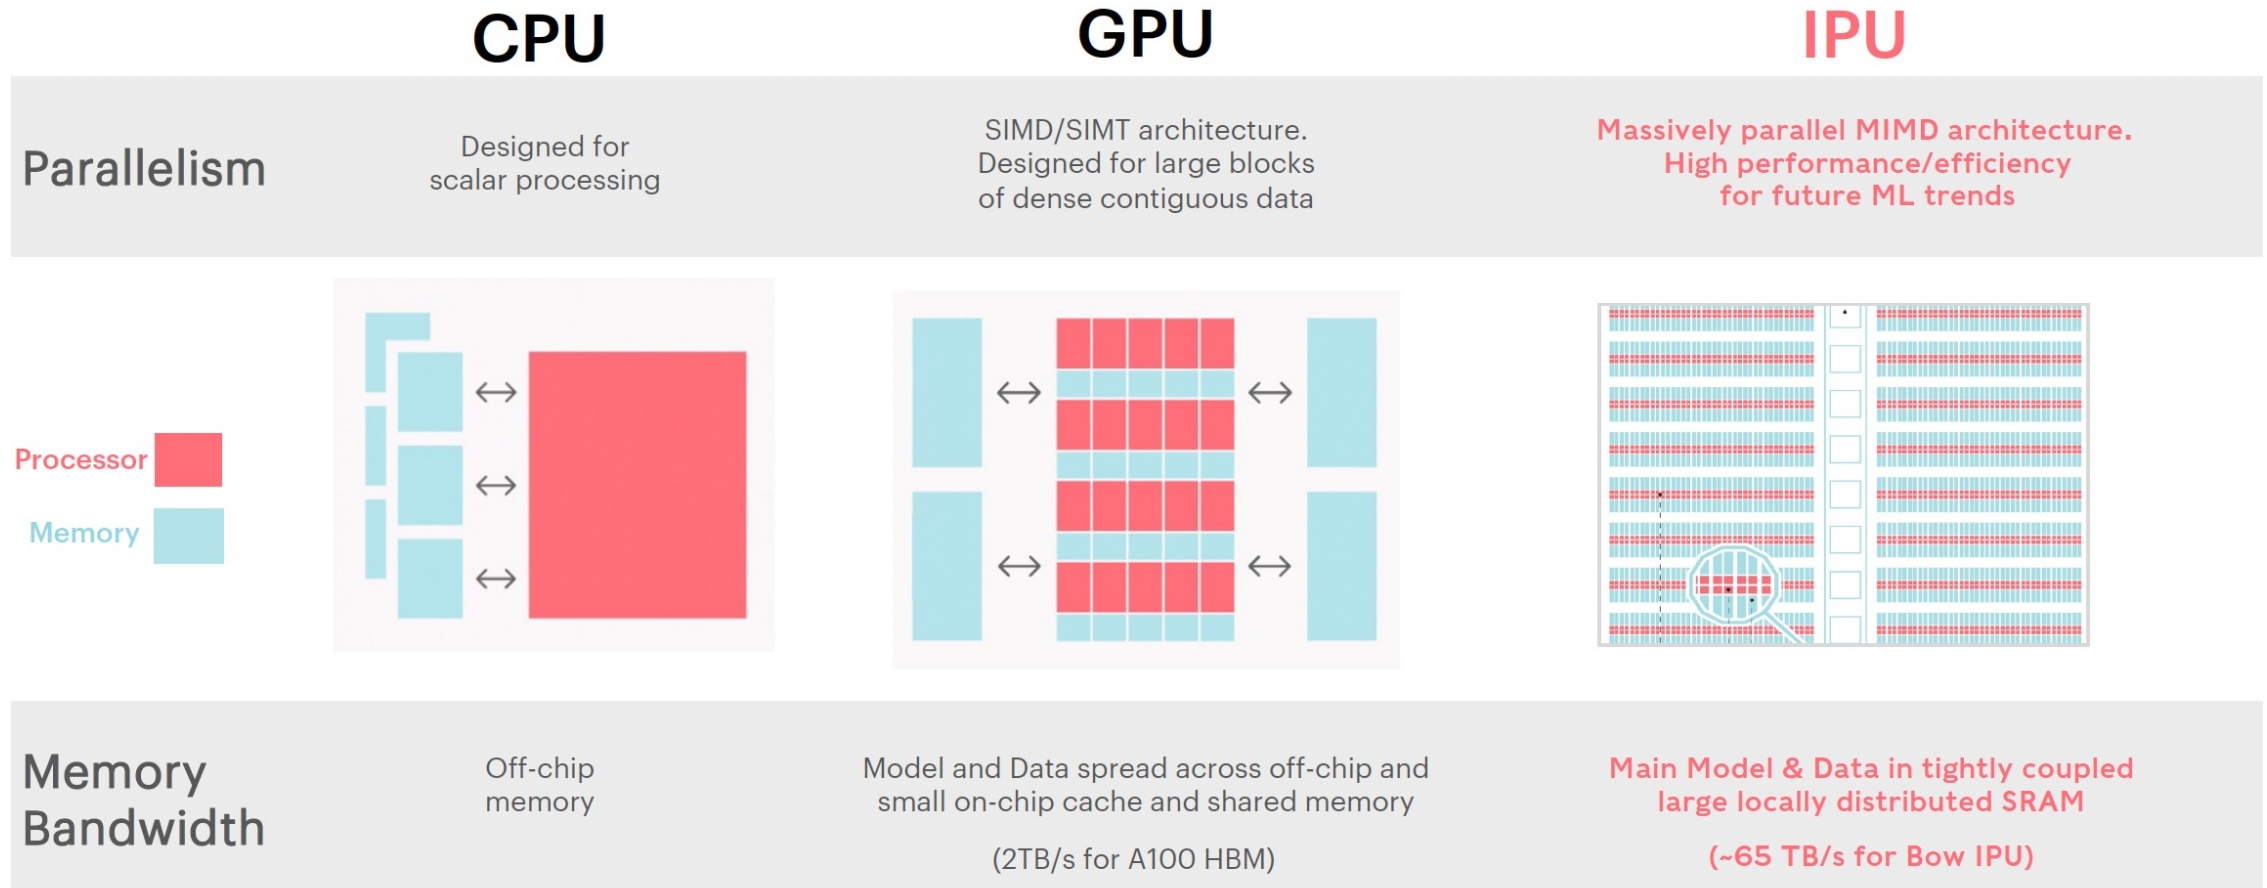 CPU
GPU
IPU
Parallelism
Designed for
scalar processing
SIMD/SIMT architecture.
Designed for large blocks
of dense contiguous data
Massively parallel MIMD architecture.
High performance/efficiency
for future ML trends
Processor
Memory
Memory
Bandwidth
Off-chip
memory
Model and Data spread across off-chip and
small on-chip cache and shared memory
(2TB/s for A100 HBM)
Main Model & Data in tightly coupled
large locally distributed SRAM
(~65 TB/s for Bow IPU)